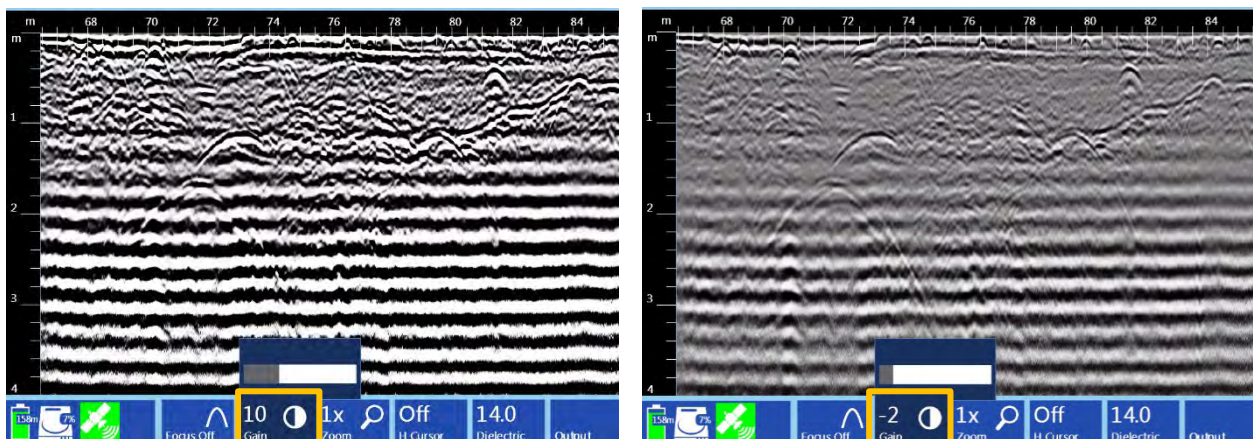 68 70 72 74 76 78 80 82 84
m
1
2
3
4
158m 7% Focus Off 10 Gain 1x Zoom Off H Cursor 14.0 Dielectric Output
68 70 72 74 76 78 80 82 84
m
1
2
3
4
158m 7% Focus Off -2 Gain 1x Zoom Off H Cursor 14.0 Dielectric Output